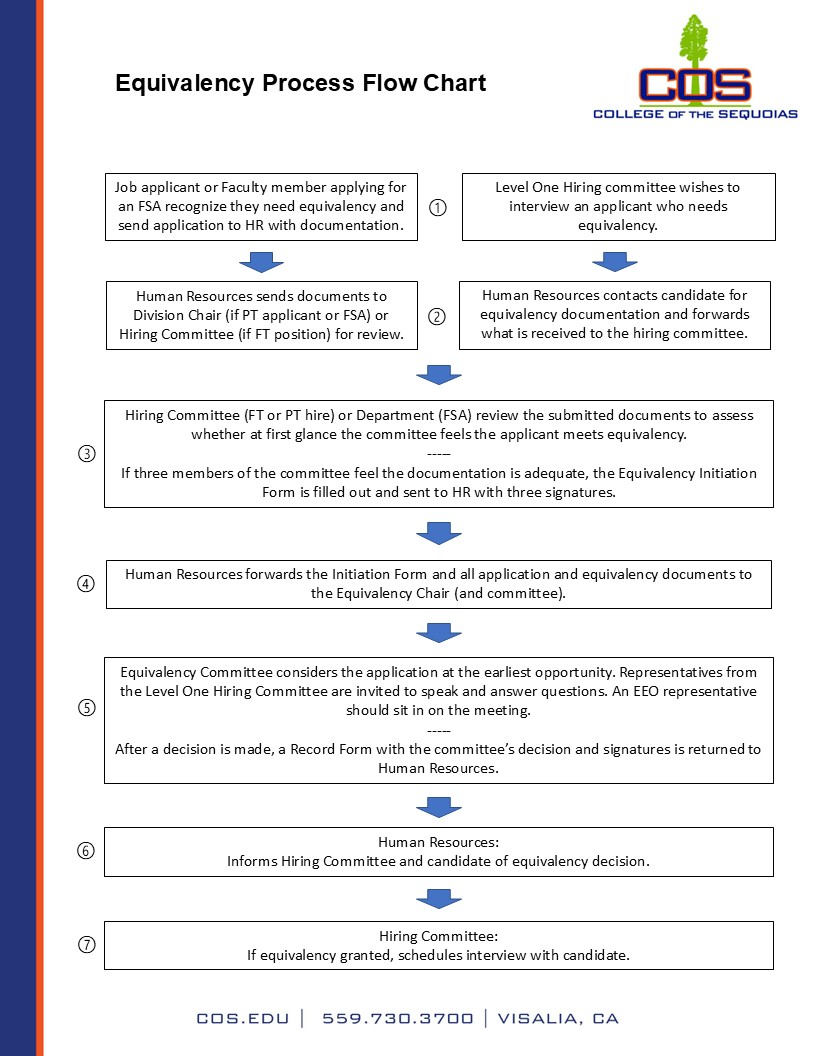 Equivalency Process Flow Chart
COS
COLLEGE OF THE SEQUOIAS
Job applicant or Faculty member applying for
an FSA recognize they need equivalency and
send application to HR with documentation.
①
Level One Hiring committee wishes to
interview an applicant who needs
equivalency.
Human Resources sends documents to
Division Chair (if PT applicant or FSA) or
Hiring Committee (if FT position) for review.
②
Human Resources contacts candidate for
equivalency documentation and forwards
what is received to the hiring committee.
③
Hiring Committee (FT or PT hire) or Department (FSA) review the submitted documents to assess
whether at first glance the committee feels the applicant meets equivalency.
-----
If three members of the committee feel the documentation is adequate, the Equivalency Initiation
Form is filled out and sent to HR with three signatures.
④
Human Resources forwards the Initiation Form and all application and equivalency documents to
the Equivalency Chair (and committee).
⑤
Equivalency Committee considers the application at the earliest opportunity. Representatives from
the Level One Hiring Committee are invited to speak and answer questions. An EEO representative
should sit in on the meeting.
-----
After a decision is made, a Record Form with the committee's decision and signatures is returned to
Human Resources.
⑥
Human Resources:
Informs Hiring Committee and candidate of equivalency decision.
⑦
Hiring Committee:
If equivalency granted, schedules interview with candidate.
COS.EDU | 559.730.3700 | VISALIA, CA